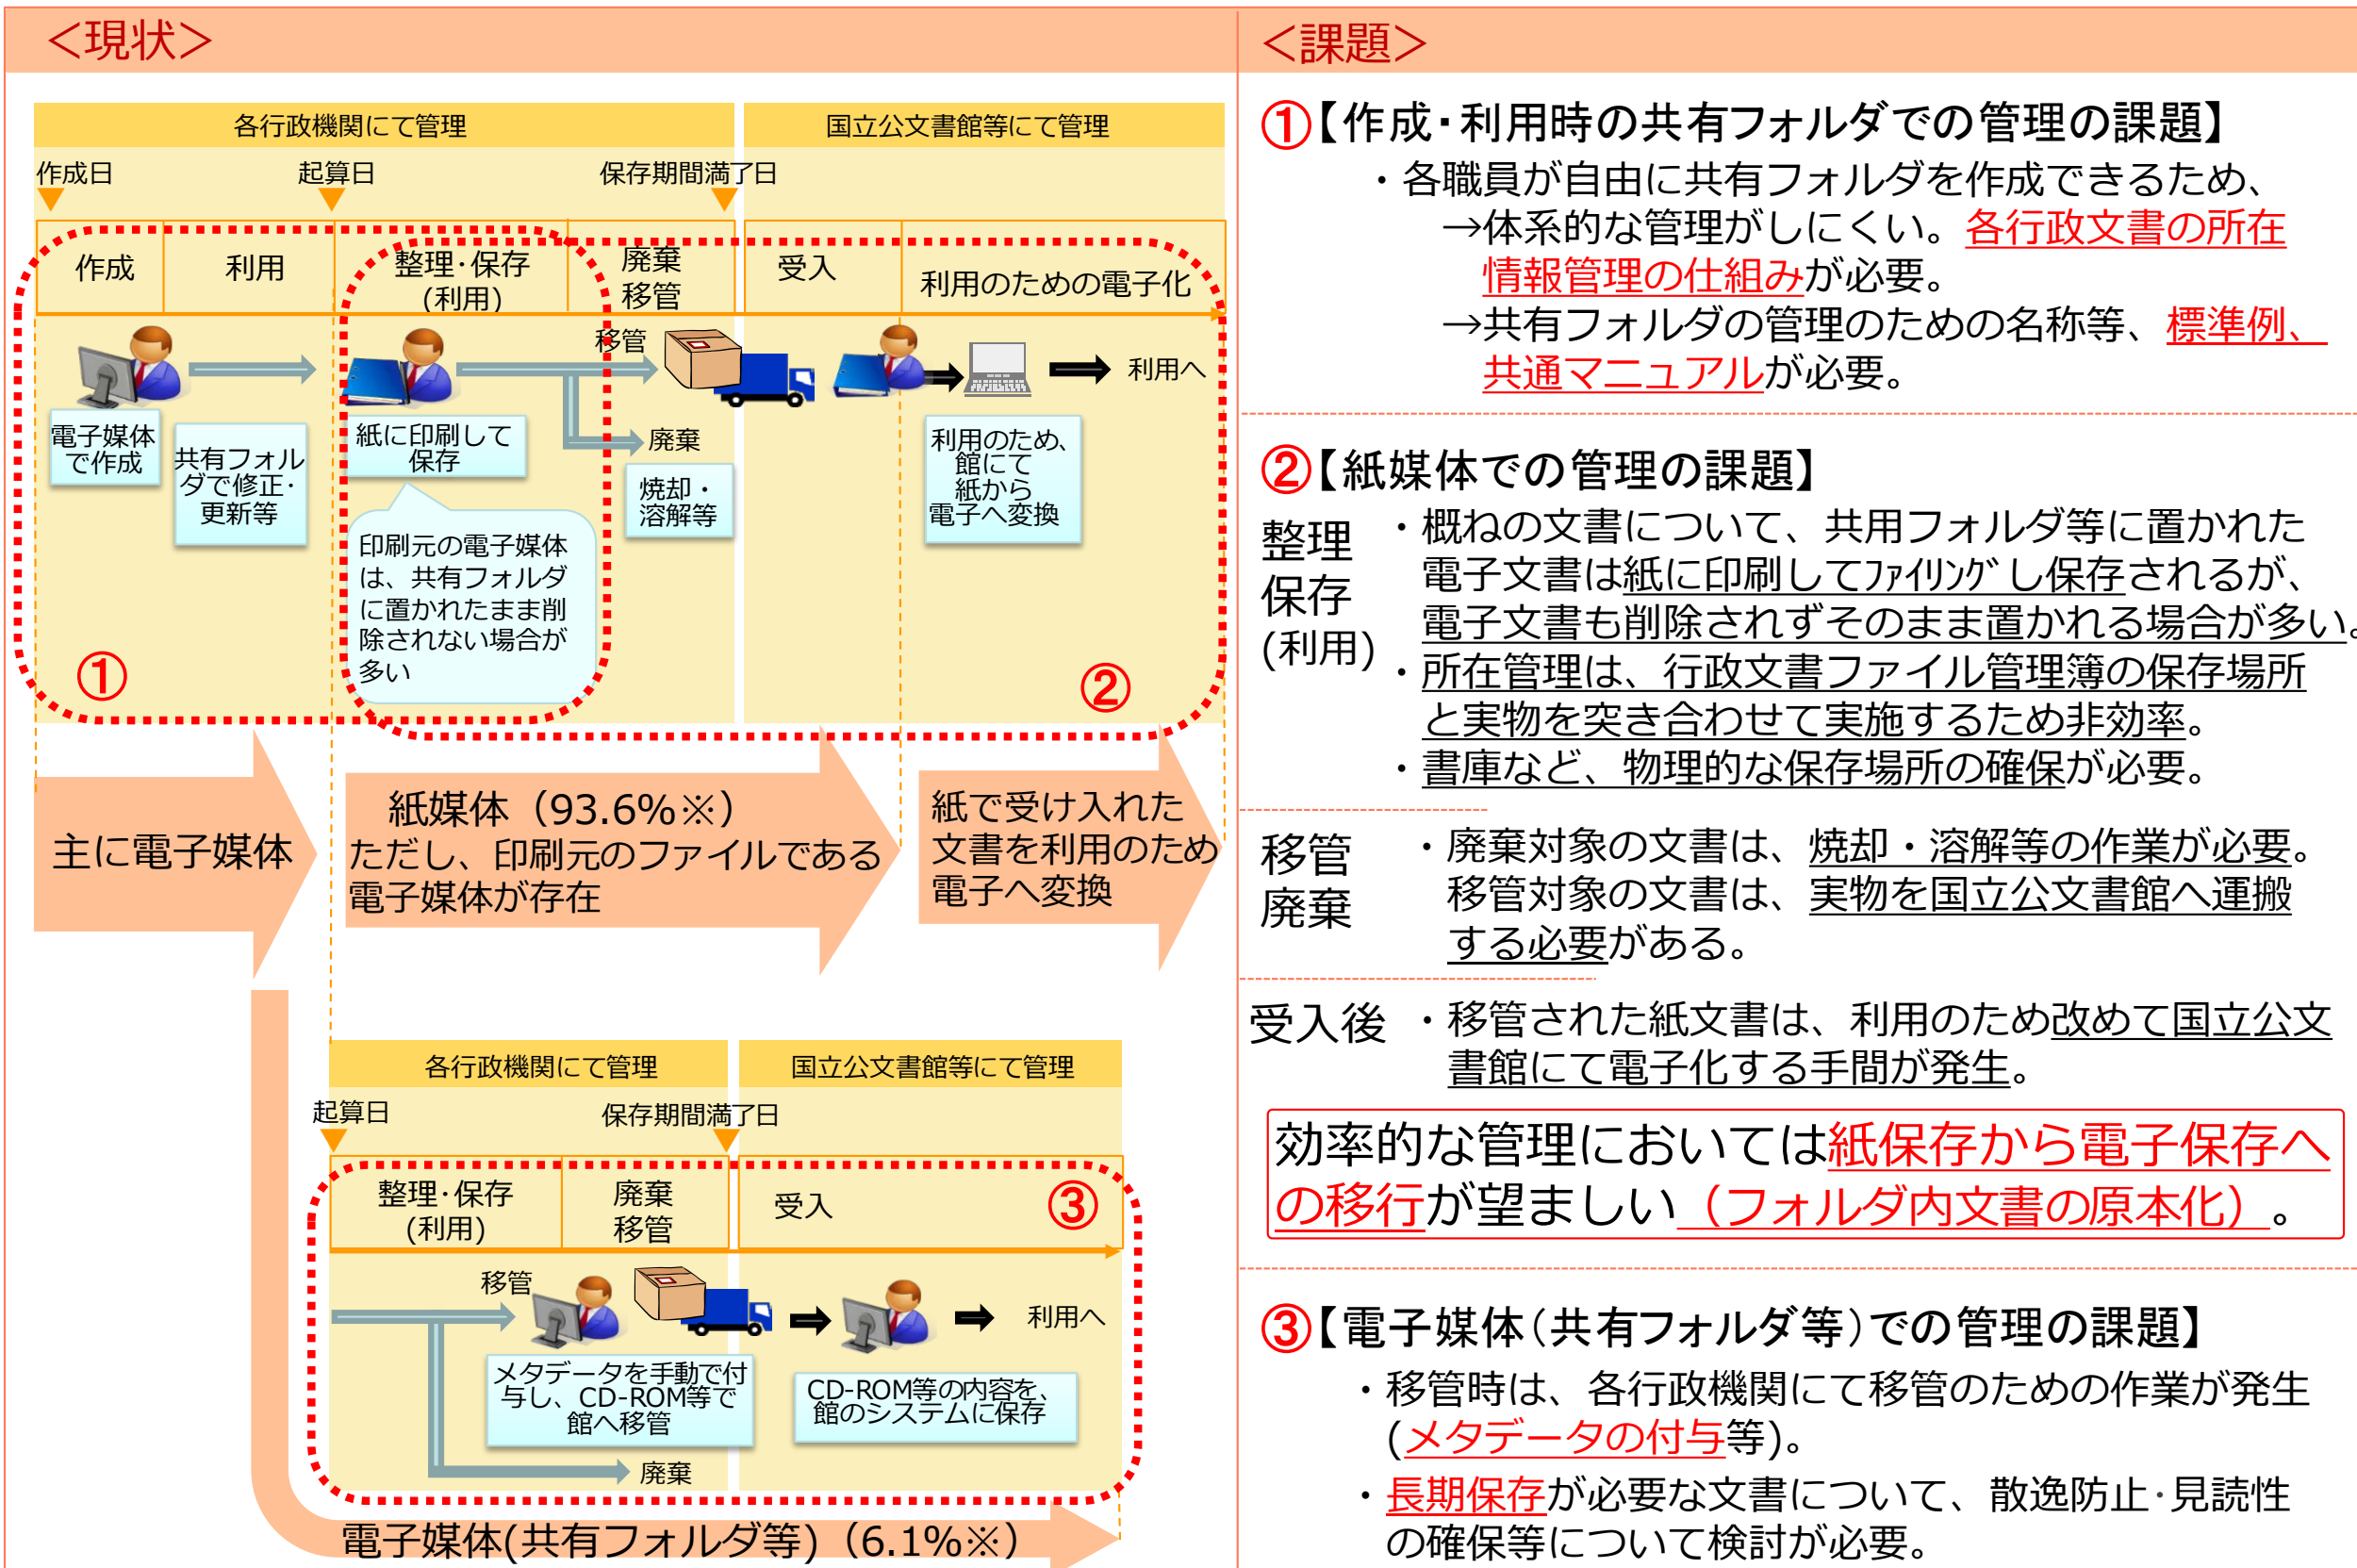 ＜現状＞
各行政機関にて管理
国立公文書館等にて管理
作成日
起算日
保存期間満了日
作成
利用
整理･保存
(利用)
廃棄
移管
受入
利用のための電子化
移管
利用へ
廃棄
電子媒体
で作成
共有フォル
ダで修正･
更新等
紙に印刷して
保存
焼却・
溶解等
利用のため、
館にて
紙から
電子へ変換
印刷元の電子媒体
は、共有フォルダ
に置かれたまま削
除されない場合が
多い
①
②
主に電子媒体
紙媒体（93.6%※）
ただし、印刷元のファイルである
電子媒体が存在
紙で受け入れた
文書を利用のため
電子へ変換
各行政機関にて管理
国立公文書館等にて管理
起算日
保存期間満了日
整理･保存
(利用)
廃棄
移管
受入
③
移管
利用へ
メタデータを手動で付
与し、CD-ROM等で
館へ移管
CD-ROM等の内容を、
館のシステムに保存
廃棄
電子媒体(共有フォルダ等)（6.1%※）
＜課題＞
①【作成･利用時の共有フォルダでの管理の課題】
・各職員が自由に共有フォルダを作成できるため、
→体系的な管理がしにくい。各行政文書の所在
情報管理の仕組みが必要。
→共有フォルダの管理のための名称等、標準例、
共通マニュアルが必要。
②【紙媒体での管理の課題】
整理
保存
(利用)
・概ねの文書について、共用フォルダ等に置かれた
電子文書は紙に印刷してﾌｧｲﾘﾝｸﾞし保存されるが、
電子文書も削除されずそのまま置かれる場合が多い。
・所在管理は、行政文書ファイル管理簿の保存場所
と実物を突き合わせて実施するため非効率。
・書庫など、物理的な保存場所の確保が必要。
移管
廃棄
・廃棄対象の文書は、焼却・溶解等の作業が必要。
移管対象の文書は、実物を国立公文書館へ運搬
する必要がある。
受入後
・移管された紙文書は、利用のため改めて国立公文
書館にて電子化する手間が発生。
効率的な管理においては紙保存から電子保存へ
の移行が望ましい（フォルダ内文書の原本化）。
③【電子媒体（共有フォルダ等）での管理の課題】
・移管時は、各行政機関にて移管のための作業が発生
(メタデータの付与等)。
・長期保存が必要な文書について、散逸防止･見読性
の確保等について検討が必要。